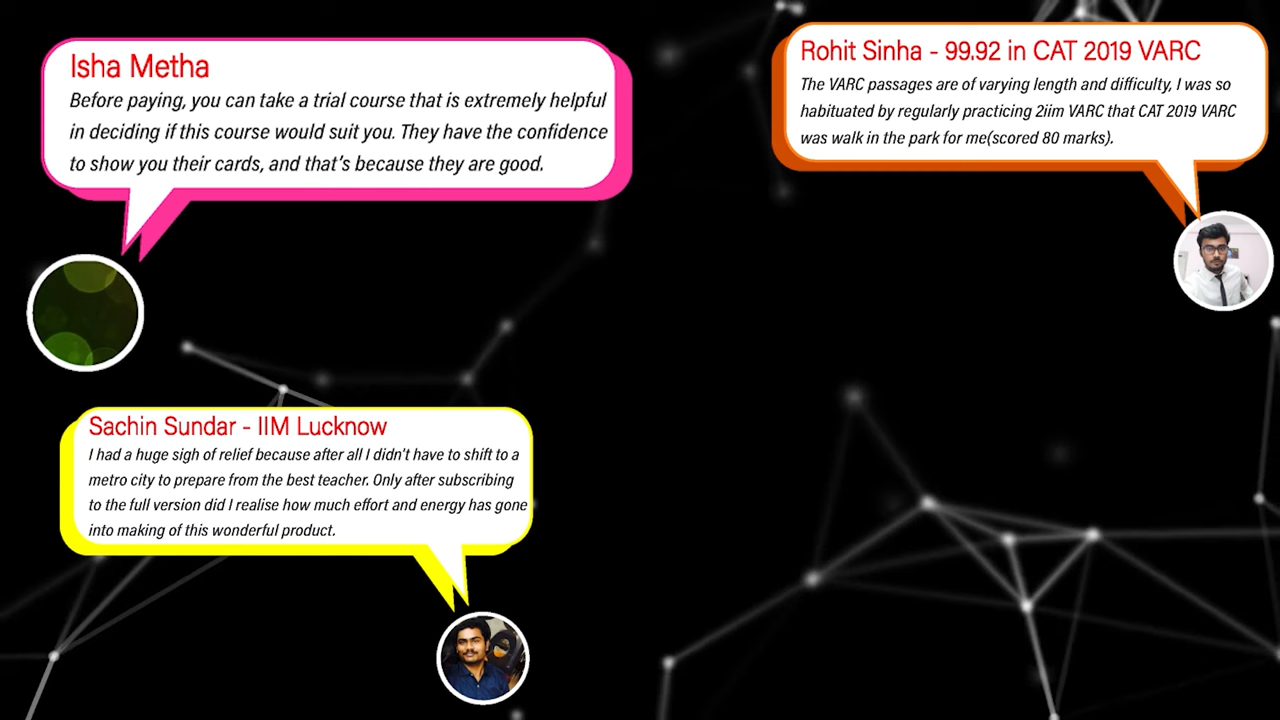 Isha Metha
Before paying, you can take a trial course that is extremely helpful
in deciding if this course would suit you. They have the confidence
to show you their cards, and that's because they are good.
Rohit Sinha - 99.92 in CAT 2019 VARC
The VARC passages are of varying length and difficulty, I was so
habituated by regularly practicing 2iim VARC that CAT 2019 VARC
was walk in the park for me(scored 80 marks).
Sachin Sundar - IIM Lucknow
I had a huge sigh of relief because after all I didn't have to shift to a
metro city to prepare from the best teacher. Only after subscribing
to the full version did I realise how much effort and energy has gone
into making of this wonderful product.